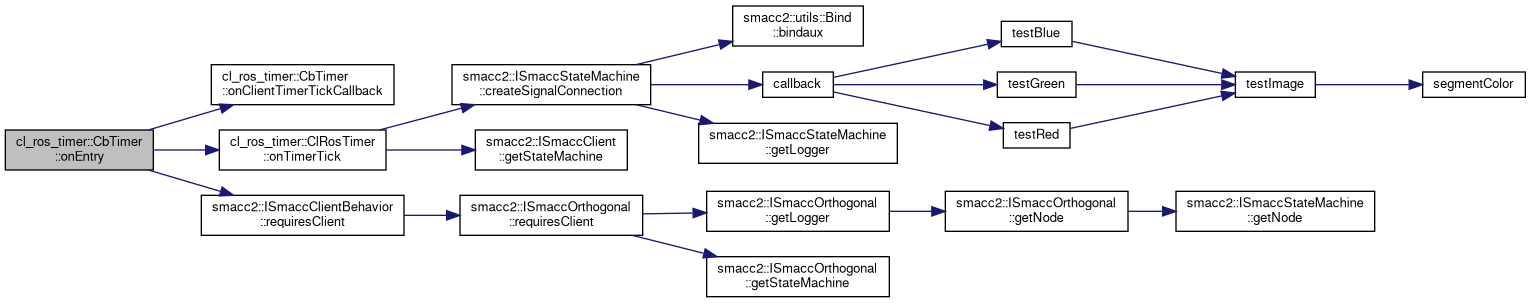 cl_ros_timer::CbTimer
::onEntry
cl_ros_timer::CbTimer
::onClientTimerTickCallback
cl_ros_timer::ClRosTimer
::onTimerTick
smacc2::ISmaccStateMachine
::createSignalConnection
smacc2::utils::Bind
::bindaux
callback
testBlue
testImage
segmentColor
testGreen
testRed
smacc2::ISmaccStateMachine
::getLogger
smacc2::ISmaccClient
::getStateMachine
smacc2::ISmaccClientBehavior
::requiresClient
smacc2::ISmaccOrthogonal
::requiresClient
smacc2::ISmaccOrthogonal
::getLogger
smacc2::ISmaccOrthogonal
::getNode
smacc2::ISmaccStateMachine
::getNode
smacc2::ISmaccOrthogonal
::getStateMachine